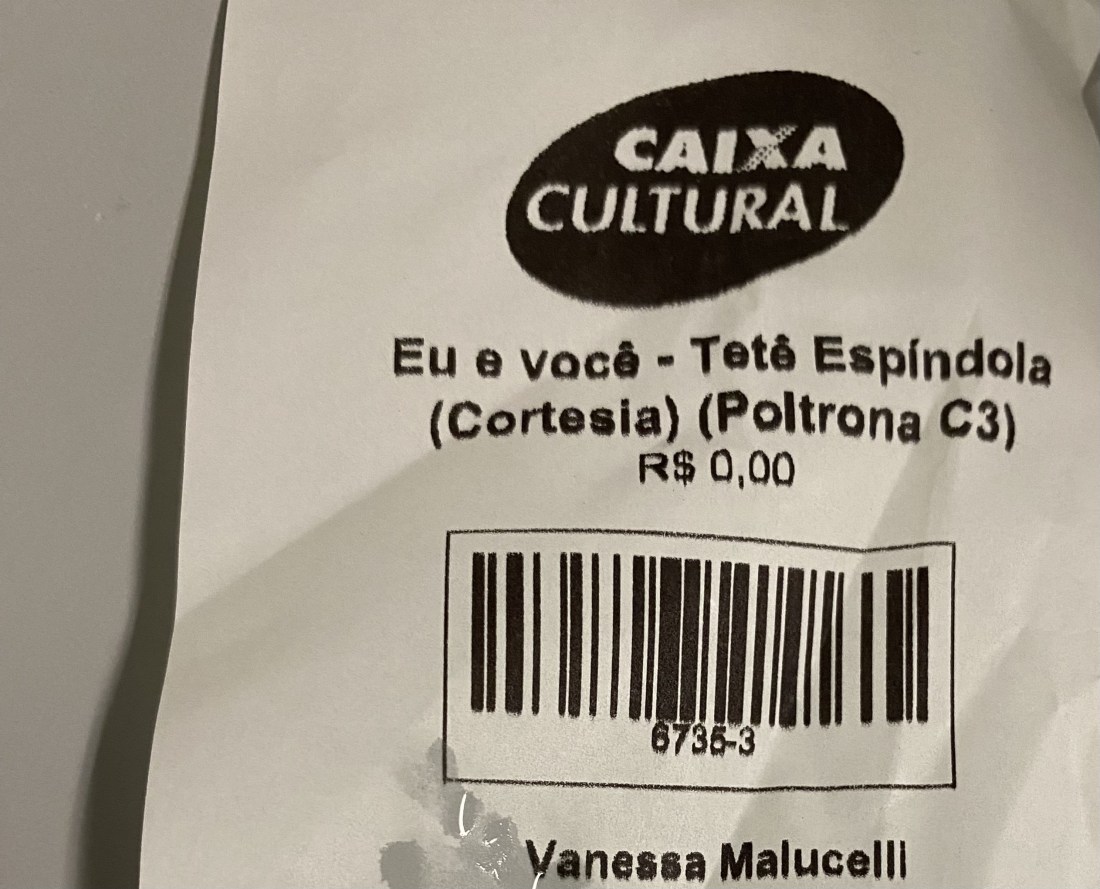 CAIXA
CULTURAL
Eu e você - Tetê Espíndola
(Cortesia) (Poltrona C3)
R$ 0,00
6735-3
Vanessa Malucelli